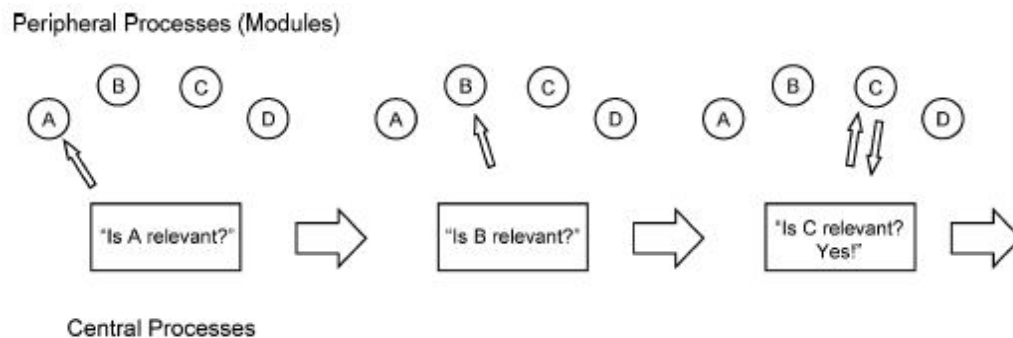 Peripheral Processes (Modules)
A
B
C
D
A
B
C
D
A
B
C
D
"Is A relevant?"
"Is B relevant?"
"Is C relevant?
Yes!"
Central Processes